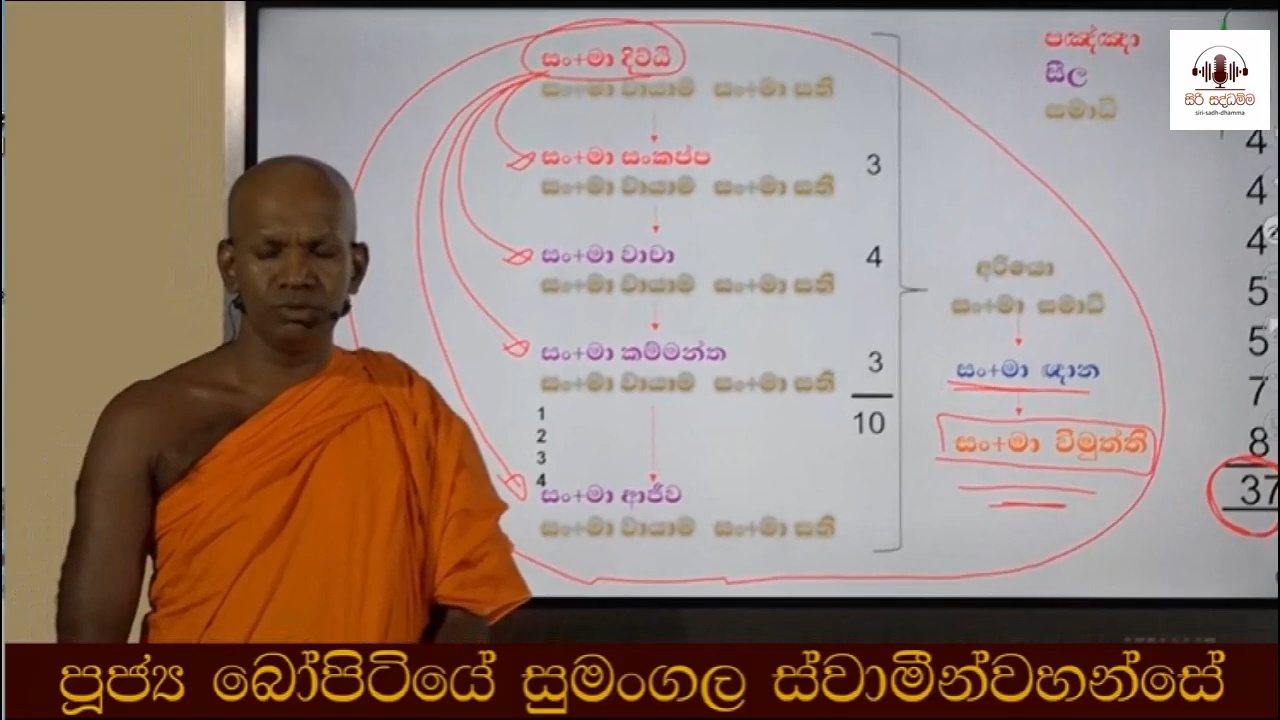 සං+මා දිට්ඨි
සං+මා වායාම සං+මා සති
සං+මා සංකප්ප
සං+මා වායාම සං+මා සති
සං+මා වාචා
සං+මා වායාම සං+මා සති
සං+මා කම්මන්ත
සං+මා වායාම සං+මා සති
1
2
3
4
සං+මා ආජීව
සං+මා වායාම සං+මා සති
3
4
3
10
අරියො
සං+මා සමාධි
සං+මා ඤාන
සං+මා විමුත්ති
පඤ්ඤා
සීල
සමාධි
සිරි සද්ධම්ම
siri-sadh-dhamma
4
4
4
5
5
7
8
37
පූජ්‍ය බෝපිටියේ සුමංගල ස්වාමීන්වහන්සේ